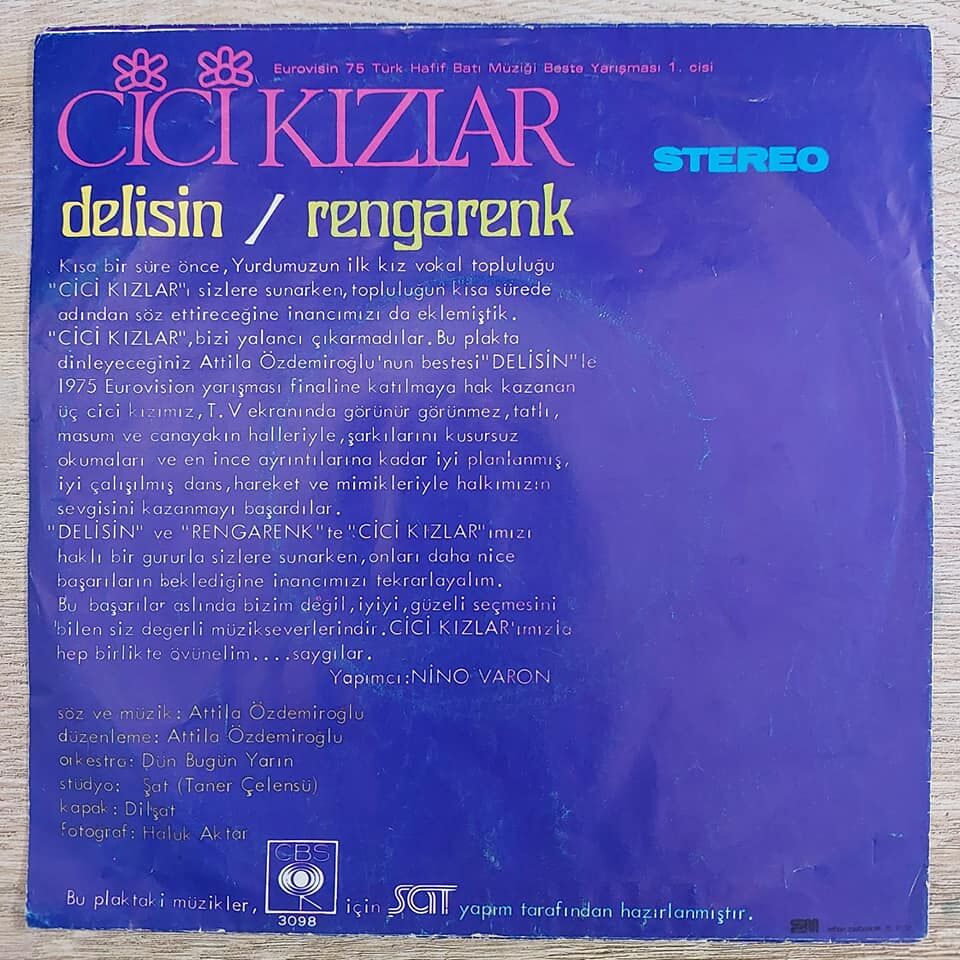 Eurovisin 75 Türk Hafif Batı Müziği Beste Yarışması 1. cisi
CİCİ KIZLAR
STEREO
delisin / rengarenk
Kısa bir süre önce, Yurdumuzun ilk kız vokal topluluğu
"CİCİ KIZLAR"ı sizlere sunarken, topluluğun kısa sürede
adından söz ettireceğine inancımızı da eklemiştik.
"CİCİ KIZLAR", bizi yalancı çıkarmadılar. Bu plakta
dinleyeceğiniz Attila Özdemiroğlu'nun bestesi "DELİSİN" le
1975 Eurovision yarışması finaline katılmaya hak kazanan
üç cici kızımız, T.V ekranında görünür görünmez, tatlı,
masum ve canayakın halleriyle, şarkılarını kusursuz
okumaları ve en ince ayrıntılarına kadar iyi planlanmış,
iyi çalışılmış dans, hareket ve mimikleriyle halkımızın
sevgisini kazanmayı başardılar.
"DELİSİN" ve "RENGARENK" te "CİCİ KIZLAR" ımızı
haklı bir gururla sizlere sunarken, onları daha nice
başarıların beklediğine inancımızı tekrarlayalım.
Bu başarılar aslında bizim değil, iyiyi, güzeli seçmesini
bilen siz değerli müzikseverlerindir. CİCİ KIZLAR'ımızla
hep birlikte övünelim....saygılar.
Yapımcı: NİNO VARON
söz ve müzik: Attila Özdemiroğlu
düzenleme: Attila Özdemiroğlu
orkestra: Dün Bugün Yarın
stüdyo: Şat (Taner Çelensü)
kapak: Dilşat
fotograf: Haluk Aktar
CBS
3098
Bu plaktaki müzikler, için ŞAT yapım tarafından hazırlanmıştır.